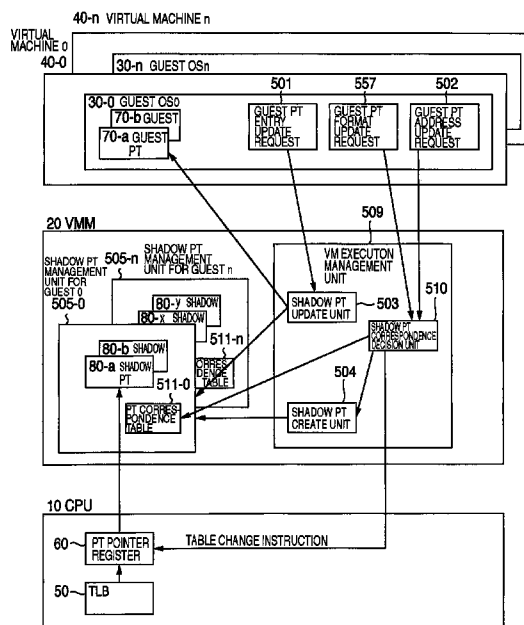 40-n VIRTUAL MACHINE n
VIRTUAL
MACHINE 0
40-0
30-n GUEST OSn
501
557
502
30-0 GUEST OS0
70-b GUEST
70-a GUEST
PT
GUEST PT
ENTRY
UPDATE
REQUEST
GUEST PT
FORMAT
UPDATE
REQUEST
GUEST PT
ADDRESS
UPDATE
REQUEST
20 VMM
509
SHADOW PT
MANAGEMENT
UNIT FOR
GUEST 0
505-0
505-n
SHADOW PT
MANAGEMENT
UNIT FOR GUEST n
VM EXECUTON
MANAGEMENT
UNIT
510
80-y SHADOW
80-x SHADOW
SHADOW PT
UPDATE UNIT
503
SHADOW PT
CORRESPONDENCE
DECISION UNIT
80-b SHADOW
80-a SHADOW
PT
511-n
CORRES
DENCE
TABLE
511-0
504
PT CORRES-
PONDENCE
TABLE
SHADOW PT
CREATE UNIT
10 CPU
60
PT POINTER
REGISTER
TABLE CHANGE INSTRUCTION
50
TLB